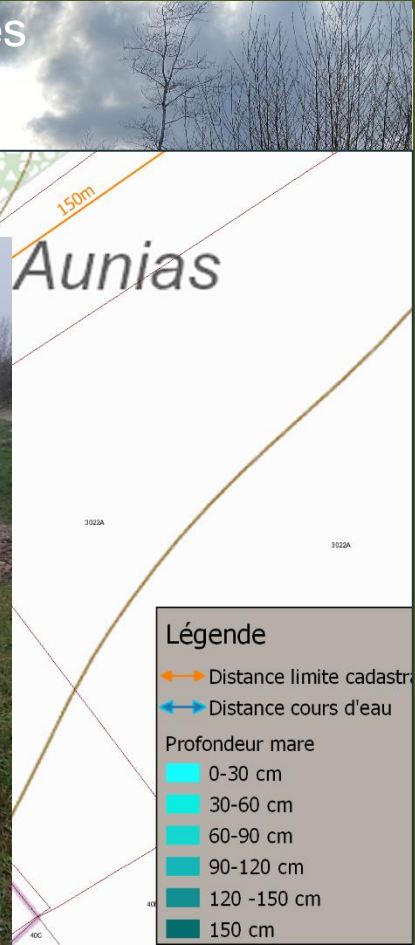 es
150m
Aunias
3022A
3022A
Légende
Distance limite cadastra
Distance cours d'eau
Profondeur mare
0-30 cm
30-60 cm
60-90 cm
90-120 cm
120 -150 cm
150 cm
40C